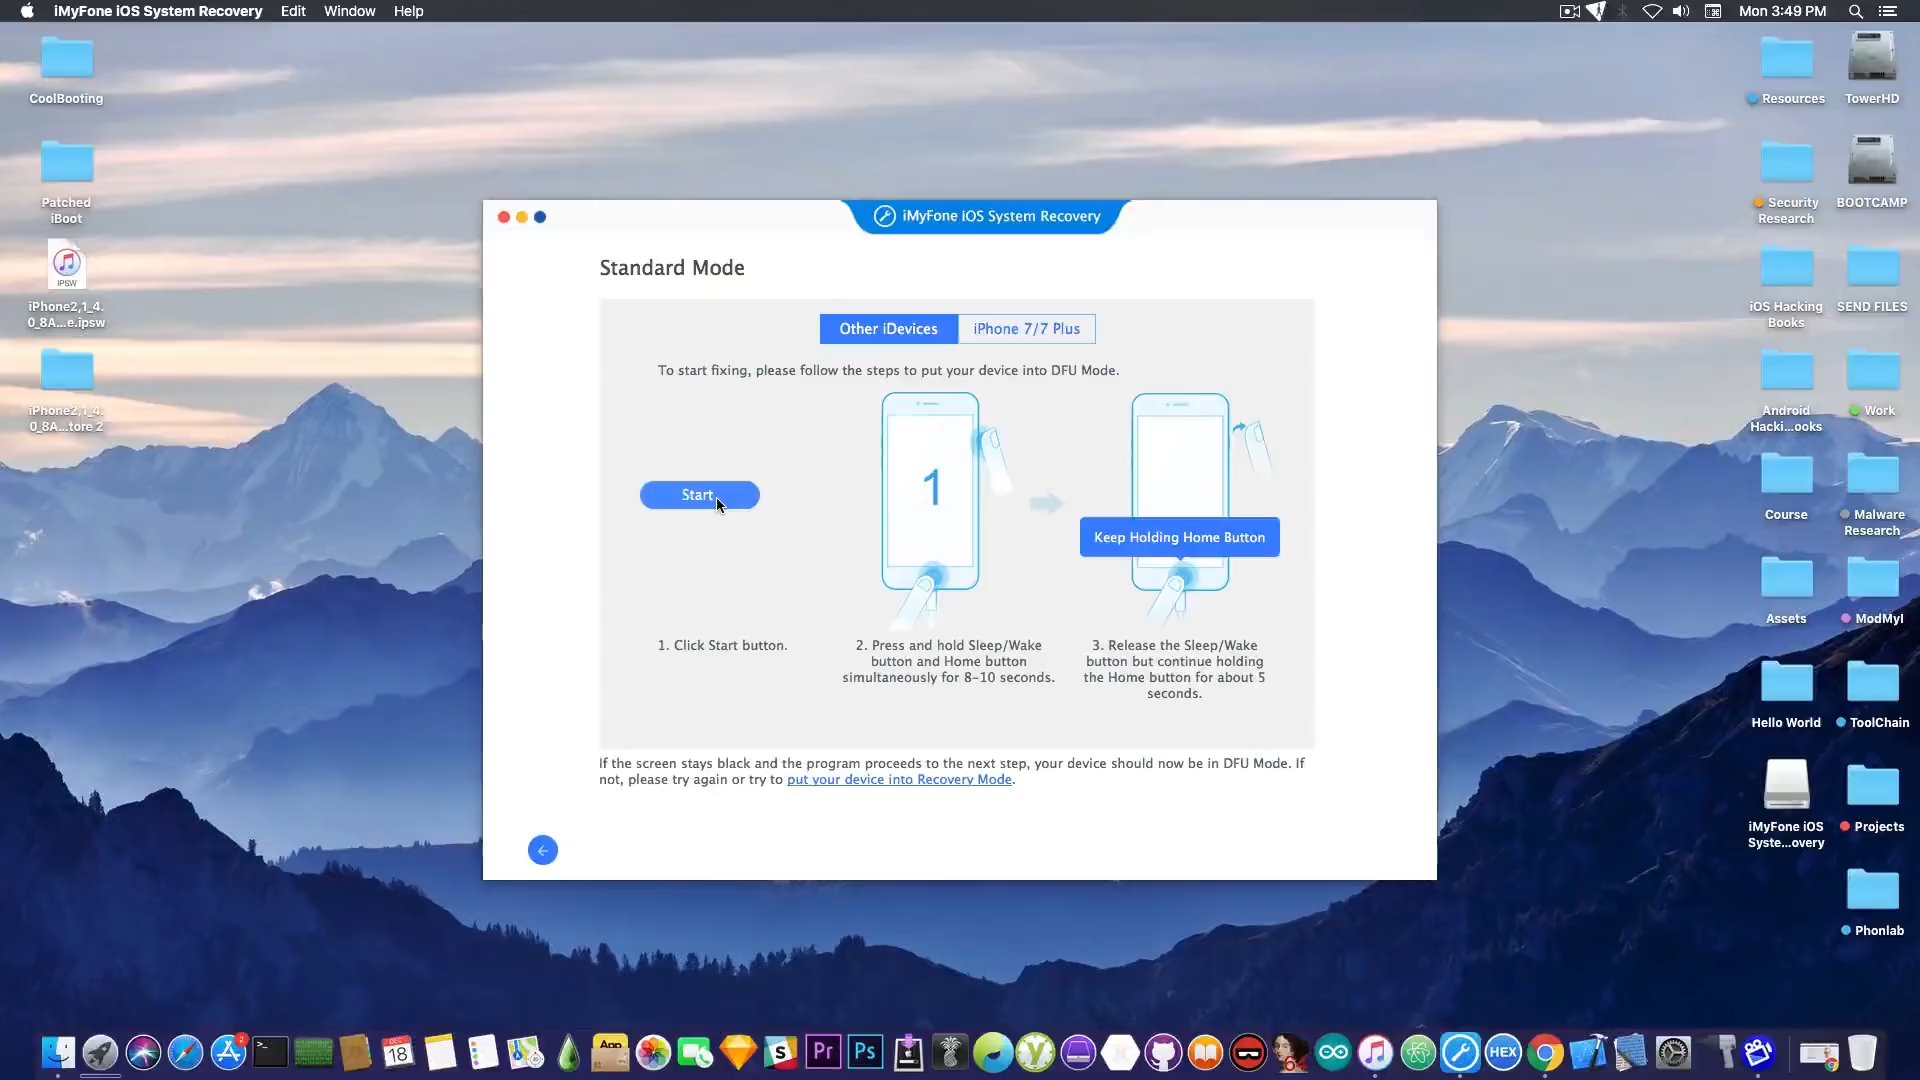 iMyFone iOS System Recovery Edit Window Help Mon 3:49 PM
CoolBooting
Patched
iBoot
IPSW
iPhone2,1_4.
0_8A...e.ipsw
iPhone2,1_4.
0_8A...tore 2
iMyFone iOS System Recovery
Standard Mode
Other iDevices iPhone 7/7 Plus
To start fixing, please follow the steps to put your device into DFU Mode.
Start
1
Keep Holding Home Button
1. Click Start button.
2. Press and hold Sleep/Wake
button and Home button
simultaneously for 8-10 seconds.
3. Release the Sleep/Wake
button but continue holding
the Home button for about 5
seconds.
If the screen stays black and the program proceeds to the next step, your device should now be in DFU Mode. If
not, please try again or try to put your device into Recovery Mode.
Resources
TowerHD
Security
Research
BOOTCAMP
iOS Hacking
Books
SEND FILES
Android
Hacki...ooks
Work
Course
Malware
Research
Assets
ModMyI
Hello World
ToolChain
iMyFone iOS
Syste...overy
Projects
Phonlab
2
DEC
18
App
Pr
Ps
HEX